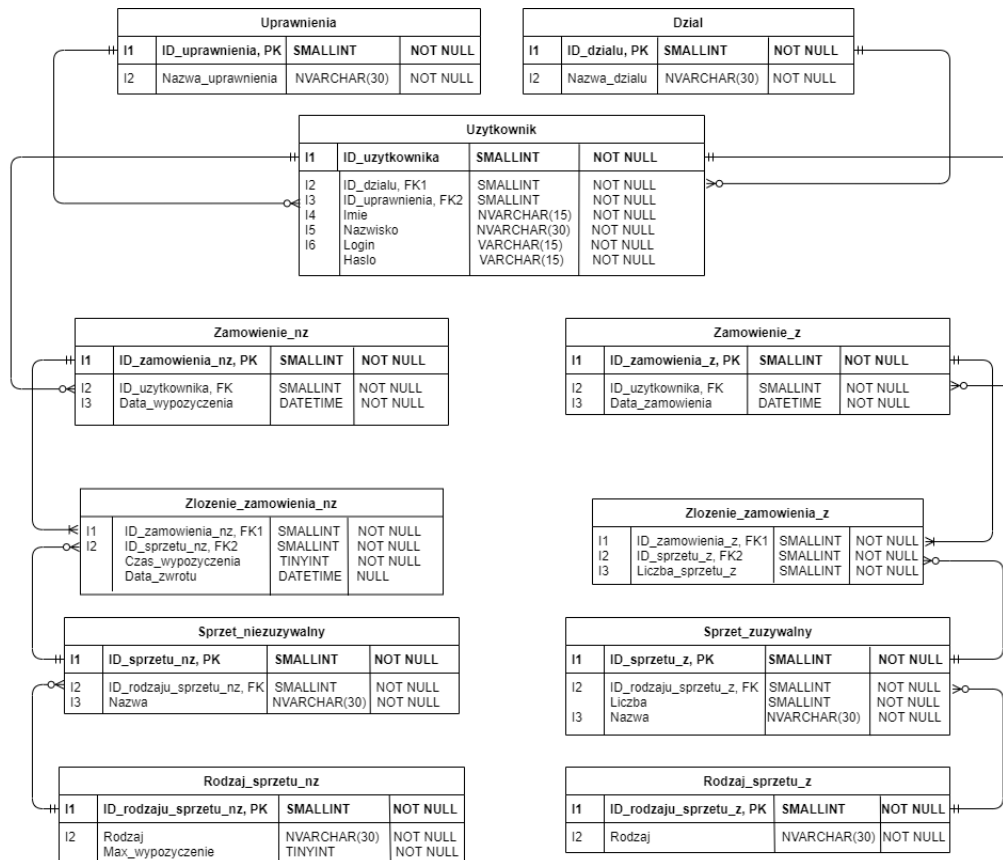 Uprawnienia
I1 ID_uprawnienia, PK SMALLINT NOT NULL
I2 Nazwa_uprawnienia NVARCHAR(30) NOT NULL
Dzial
I1 ID_dzialu, PK SMALLINT NOT NULL
I2 Nazwa_dzialu NVARCHAR(30) NOT NULL
Uzytkownik
I1 ID_uzytkownika SMALLINT NOT NULL
I2 ID_dzialu, FK1 SMALLINT NOT NULL
I3 ID_uprawnienia, FK2 SMALLINT NOT NULL
I4 Imie NVARCHAR(15) NOT NULL
I5 Nazwisko NVARCHAR(30) NOT NULL
I6 Login VARCHAR(15) NOT NULL
Haslo VARCHAR(15) NOT NULL
Zamowienie_nz
I1 ID_zamowienia_nz, PK SMALLINT NOT NULL
I2 ID_uzytkownika, FK SMALLINT NOT NULL
I3 Data_wypozyczenia DATETIME NOT NULL
Zamowienie_z
I1 ID_zamowienia_z, PK SMALLINT NOT NULL
I2 ID_uzytkownika, FK SMALLINT NOT NULL
I3 Data_zamowienia DATETIME NOT NULL
Zlozenie_zamowienia_nz
I1 ID_zamowienia_nz, FK1 SMALLINT NOT NULL
I2 ID_sprzetu_nz, FK2 SMALLINT NOT NULL
Czas_wypozyczenia TINYINT NOT NULL
Data_zwrotu DATETIME NULL
Zlozenie_zamowienia_z
I1 ID_zamowienia_z, FK1 SMALLINT NOT NULL
I2 ID_sprzetu_z, FK2 SMALLINT NOT NULL
I3 Liczba_sprzetu_z SMALLINT NOT NULL
Sprzet_niezuzywalny
I1 ID_sprzetu_nz, PK SMALLINT NOT NULL
I2 ID_rodzaju_sprzetu_nz, FK SMALLINT NOT NULL
I3 Nazwa NVARCHAR(30) NOT NULL
Sprzet_zuzywalny
I1 ID_sprzetu_z, PK SMALLINT NOT NULL
I2 ID_rodzaju_sprzetu_z, FK SMALLINT NOT NULL
Liczba SMALLINT NOT NULL
I3 Nazwa NVARCHAR(30) NOT NULL
Rodzaj_sprzetu_nz
I1 ID_rodzaju_sprzetu_nz, PK SMALLINT NOT NULL
I2 Rodzaj NVARCHAR(30) NOT NULL
Max_wypozyczenie TINYINT NOT NULL
Rodzaj_sprzetu_z
I1 ID_rodzaju_sprzetu_z, PK SMALLINT NOT NULL
I2 Rodzaj NVARCHAR(30) NOT NULL